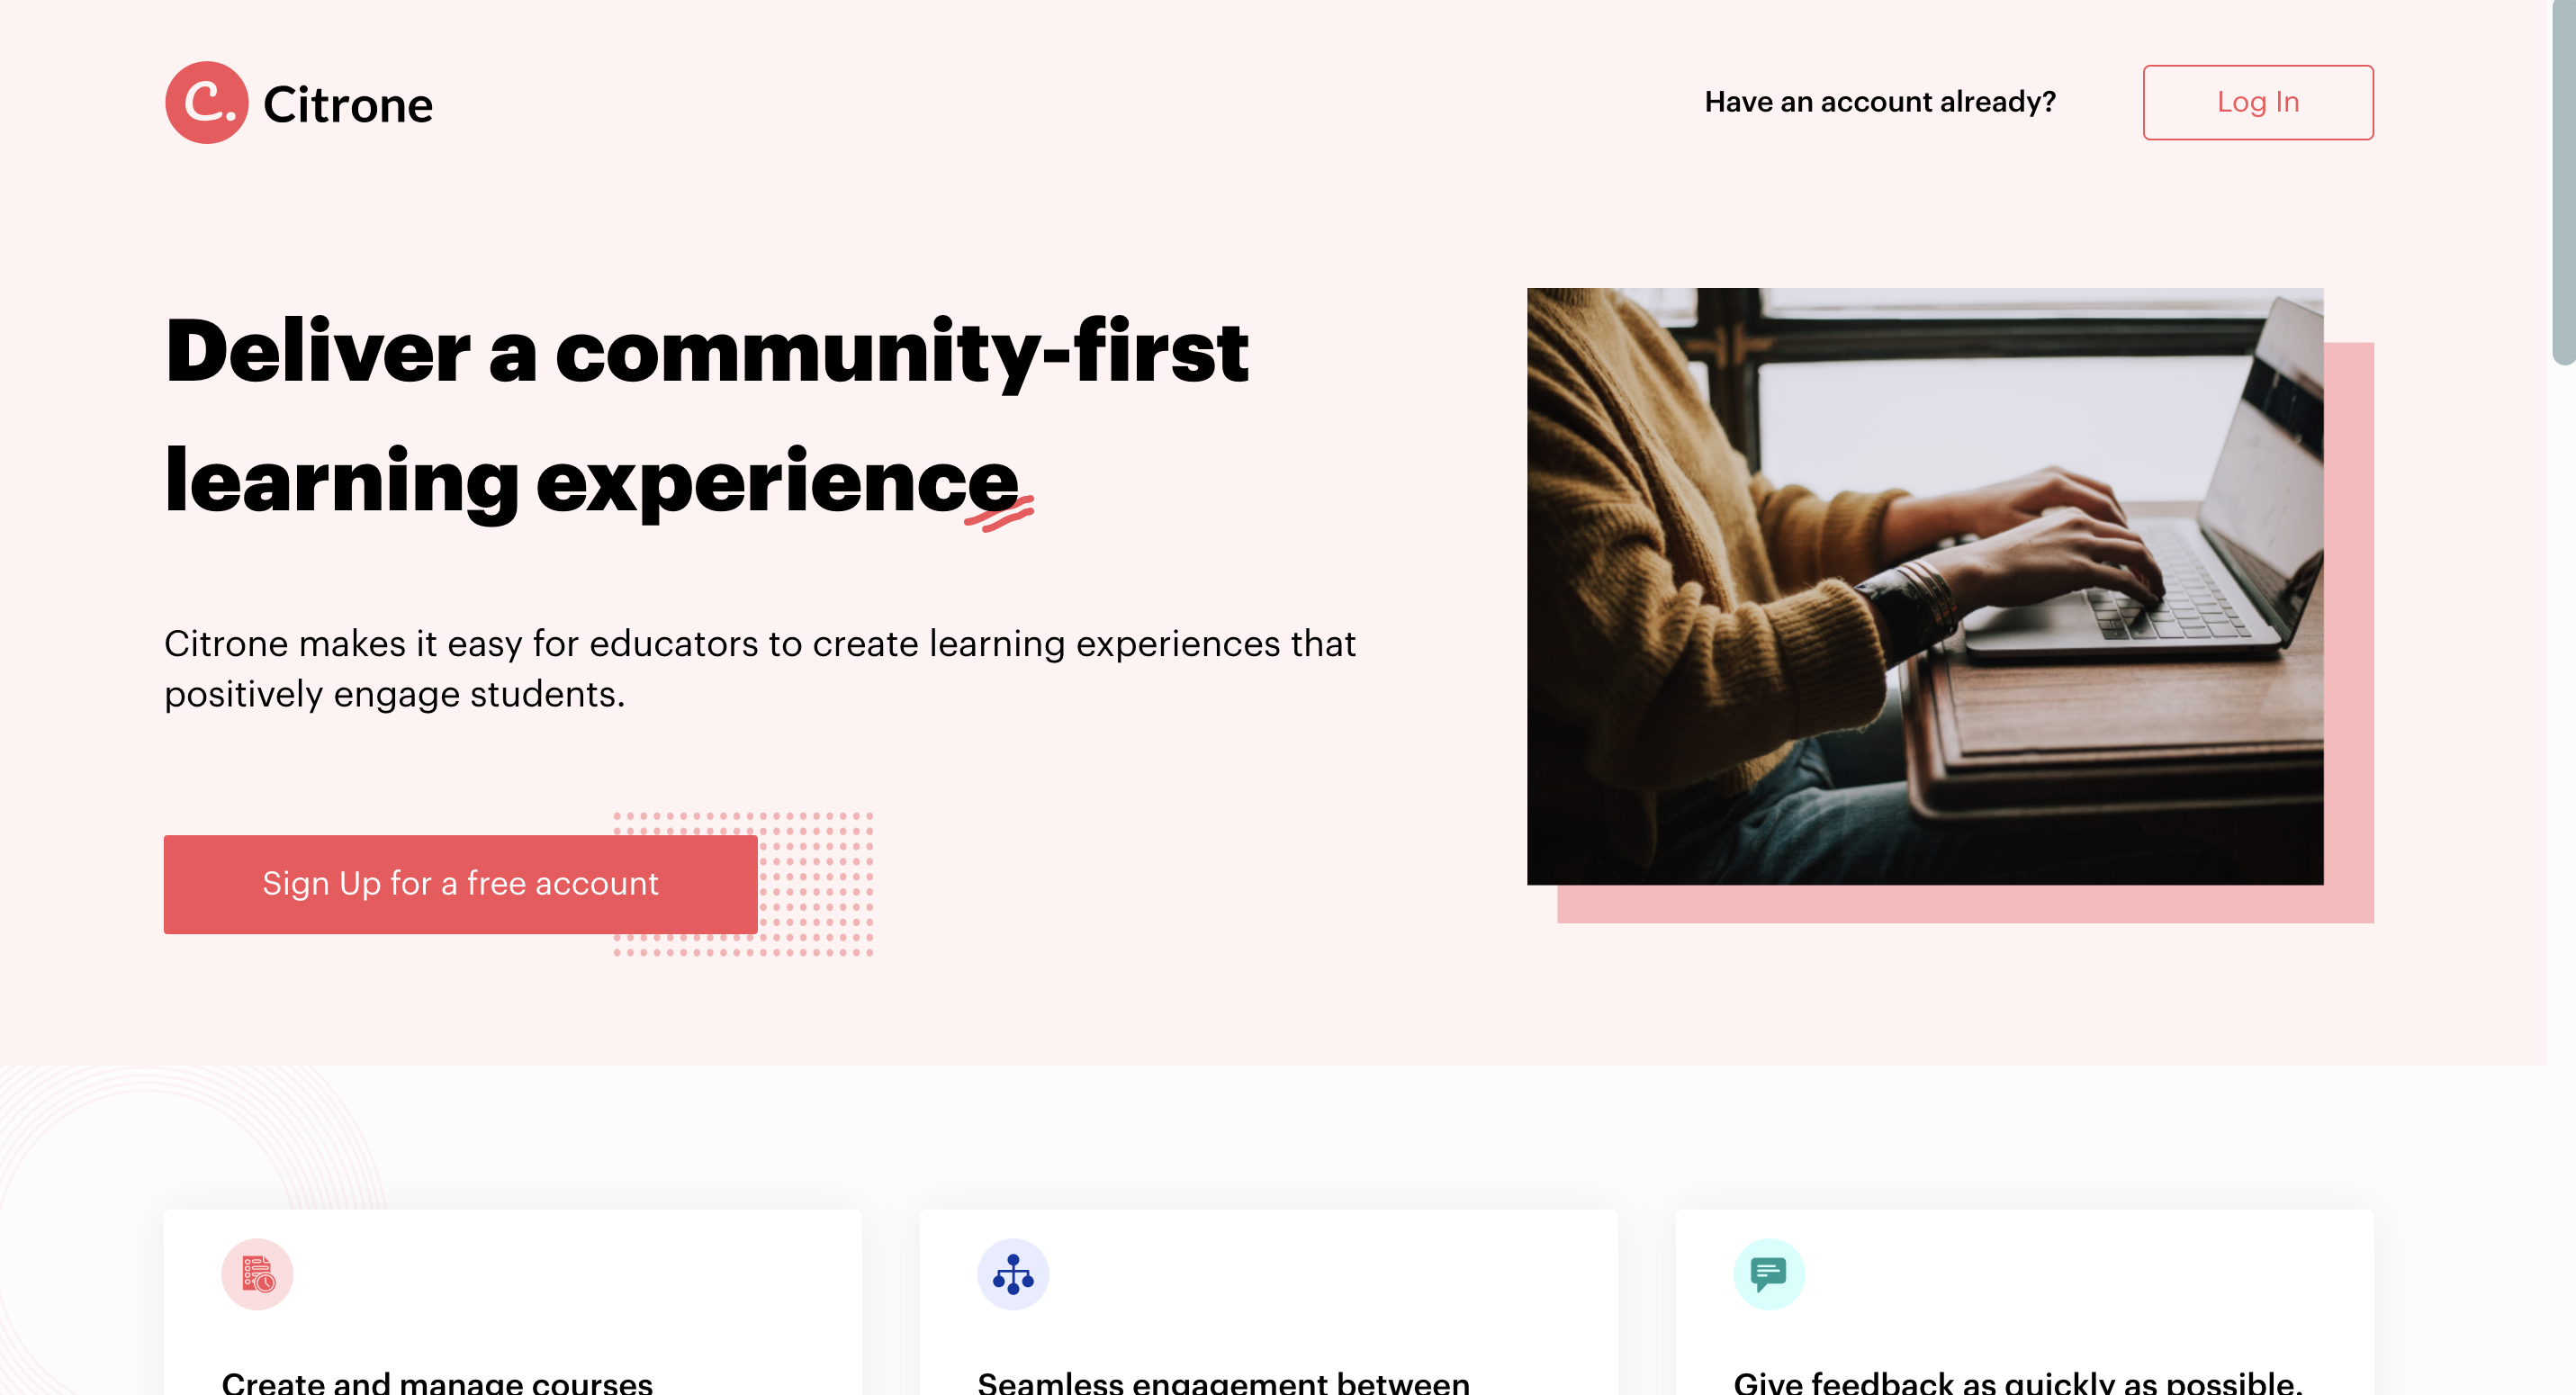 C. Citrone
Have an account already?
Log In
Deliver a community-first
learning experience
Citrone makes it easy for educators to create learning experiences that
positively engage students.
Sign Up for a free account
Create and manage courses
Seamless engagement between
Give feedback as quickly as possible.